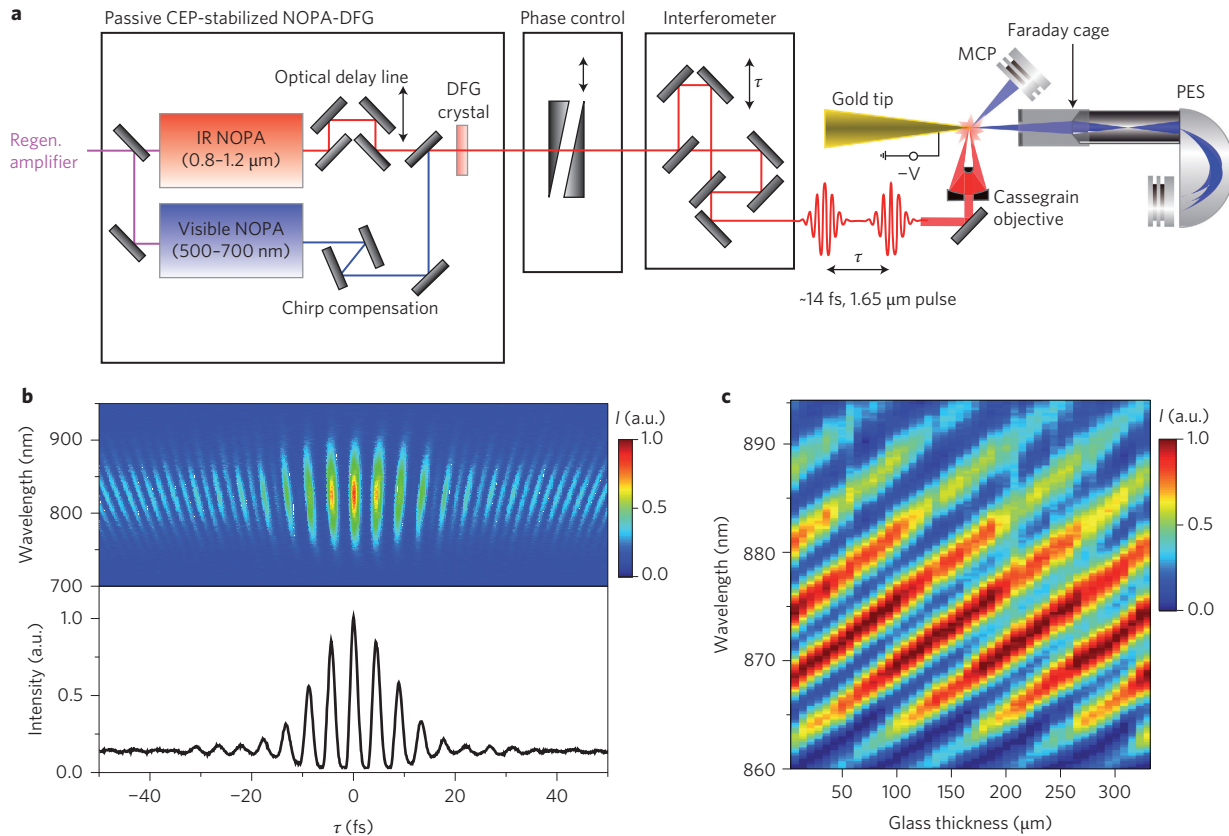 a
Passive CEP-stabilized NOPA-DFG
Phase control
Interferometer
Faraday cage
MCP
PES
Optical delay line
DFG
crystal
τ
Gold tip
Regen.
amplifier
IR NOPA
(0.8–1.2 μm)
–V
Visible NOPA
(500–700 nm)
Cassegrain
objective
Chirp compensation
τ
~14 fs, 1.65 μm pulse
b
I (a.u.)
1.0
0.5
0.0
Wavelength (nm)
900
800
700
Intensity (a.u.)
1.0
0.5
0.0
−40
−20
0
20
40
τ (fs)
c
I (a.u.)
1.0
0.5
0.0
Wavelength (nm)
890
880
870
860
50
100
150
200
250
300
Glass thickness (μm)